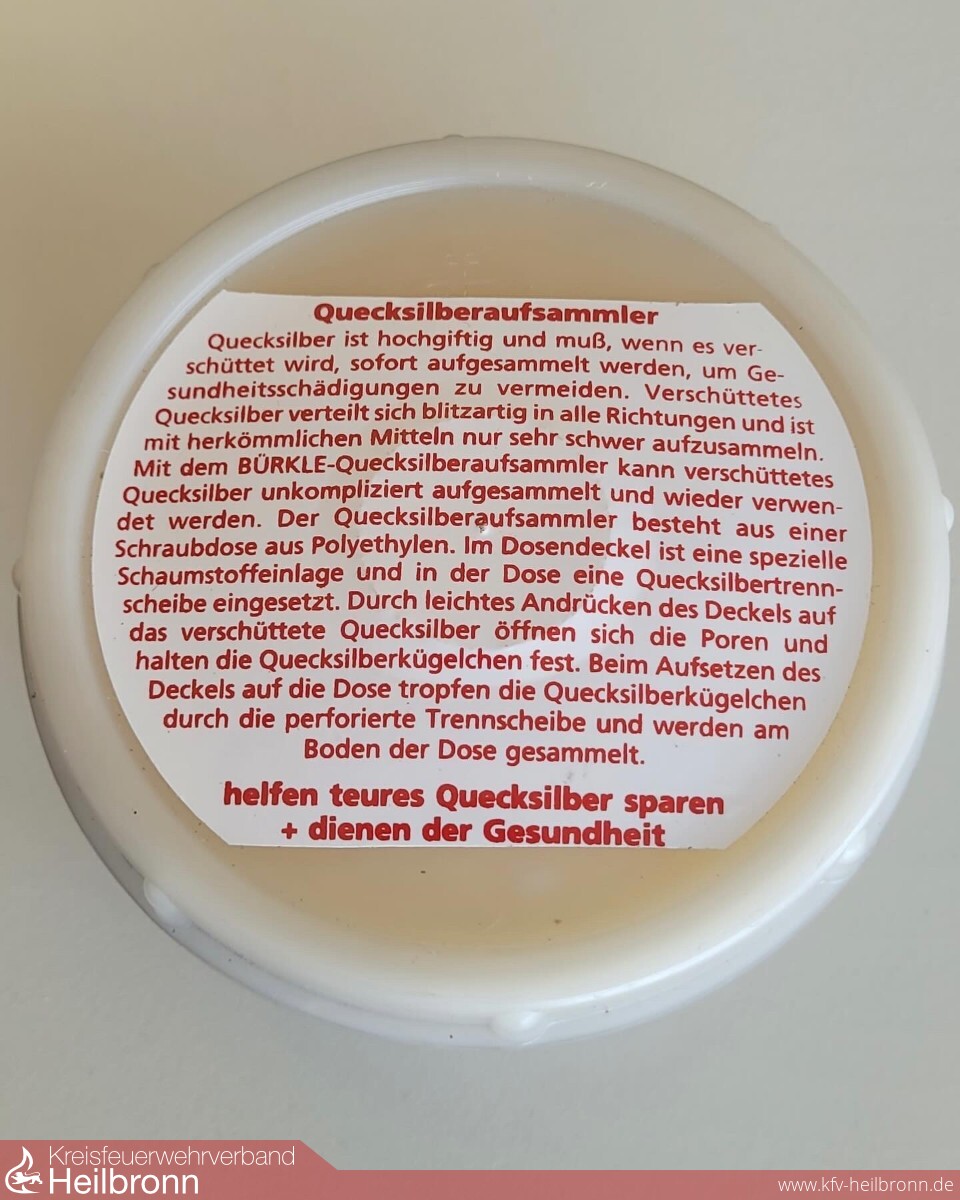 Quecksilberaufsammler
Quecksilber ist hochgiftig und muß, wenn es ver-
schüttet wird, sofort aufgesammelt werden, um Ge-
sundheitsschädigungen zu vermeiden. Verschüttetes
Quecksilber verteilt sich blitzartig in alle Richtungen und ist
mit herkömmlichen Mitteln nur sehr schwer aufzusammeln.
Mit dem BÜRKLE-Quecksilberaufsammler kann verschüttetes
Quecksilber unkompliziert aufgesammelt und wieder verwen-
det werden. Der Quecksilberaufsammler besteht aus einer
Schraubdose aus Polyethylen. Im Dosendeckel ist eine spezielle
Schaumstoffeinlage und in der Dose eine Quecksilbertrenn-
scheibe eingesetzt. Durch leichtes Andrücken des Deckels auf
das verschüttete Quecksilber öffnen sich die Poren und
halten die Quecksilberkügelchen fest. Beim Aufsetzen des
Deckels auf die Dose tropfen die Quecksilberkügelchen
durch die perforierte Trennscheibe und werden am
Boden der Dose gesammelt.
helfen teures Quecksilber sparen
+ dienen der Gesundheit
Kreisfeuerwehrverband
Heilbronn
www.kfv-heilbronn.de